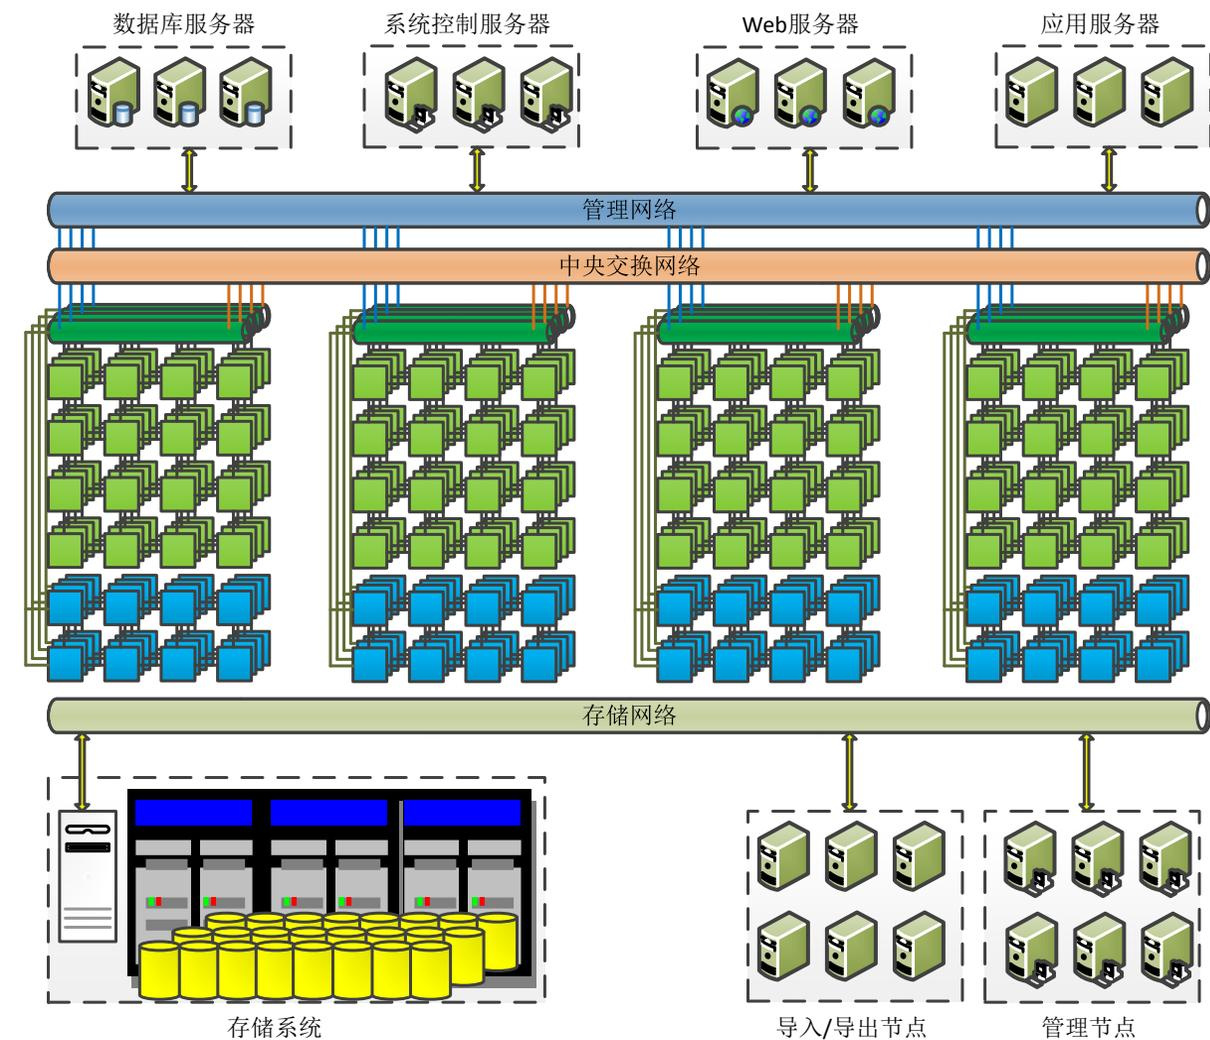 数据库服务器
系统控制服务器
Web服务器
应用服务器
管理网络
中央交换网络
存储网络
存储系统
导入/导出节点
管理节点